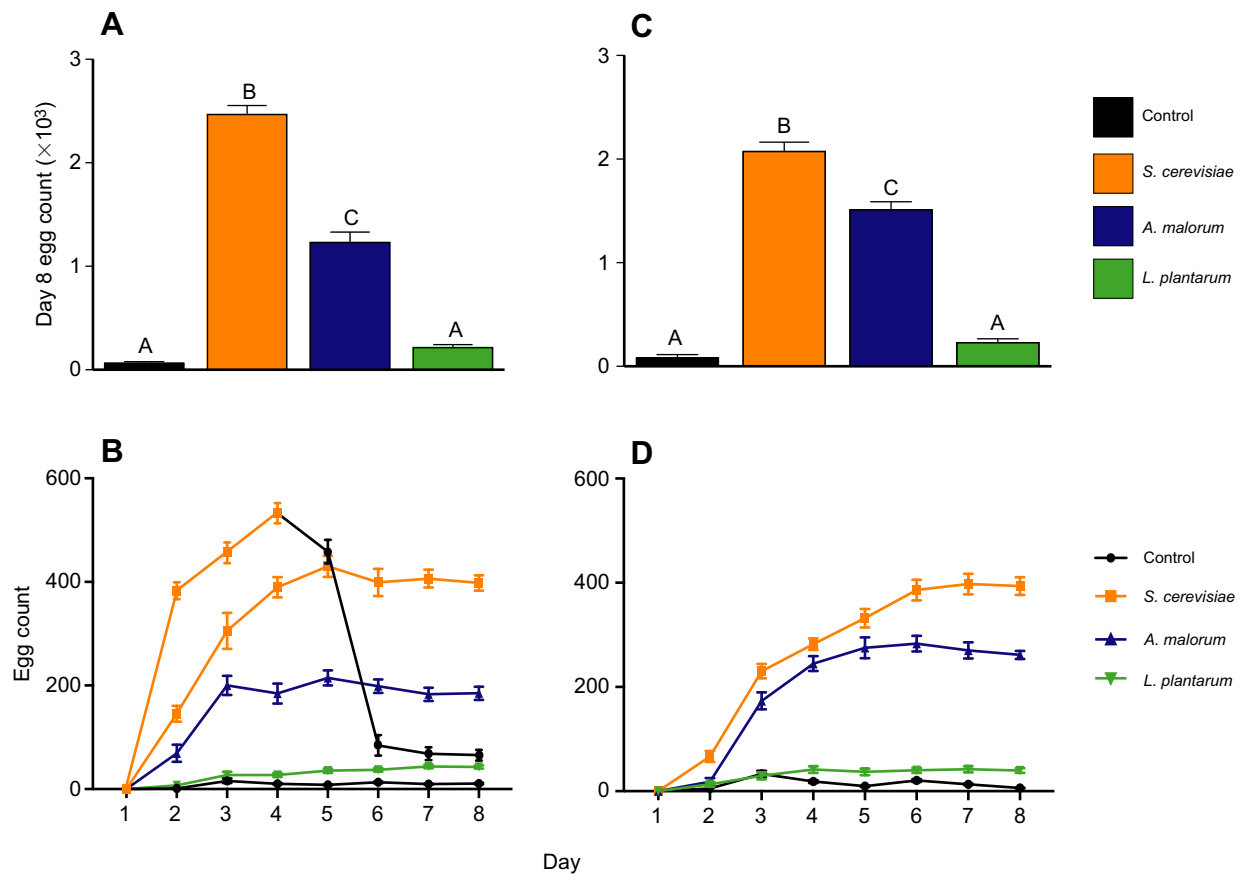 A
Day 8 egg count (×10³)
3
2
1
0
A
B
C
A
C
3
2
1
0
A
B
C
A
Control
S. cerevisiae
A. malorum
L. plantarum
B
Egg count
600
400
200
0
1 2 3 4 5 6 7 8
D
600
400
200
0
1 2 3 4 5 6 7 8
Control
S. cerevisiae
A. malorum
L. plantarum
Day